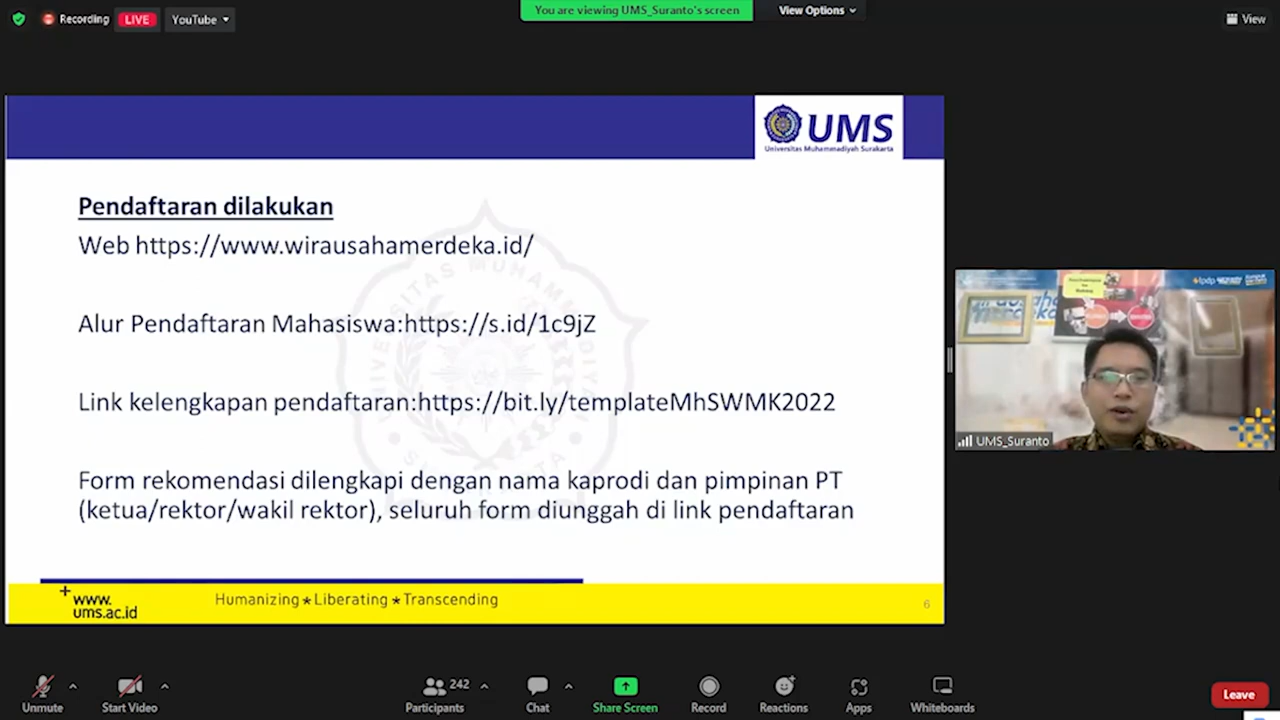 Recording
LIVE
YouTube
You are viewing UMS_Suranto's screen
View Options
View
UMS
Universitas Muhammadiyah Surakarta
Pendaftaran dilakukan
Web https://www.wirausahamerdeka.id/
Alur Pendaftaran Mahasiswa:https://s.id/1c9jZ
Link kelengkapan pendaftaran:https://bit.ly/templateMhSWMK2022
Form rekomendasi dilengkapi dengan nama kaprodi dan pimpinan PT
(ketua/rektor/wakil rektor), seluruh form diunggah di link pendaftaran
www.
ums.ac.id
Humanizing ★ Liberating ★ Transcending
6
lpdp
UMS_Suranto
Unmute
Start Video
Participants
242
Chat
Share Screen
Record
Reactions
Apps
Whiteboards
Leave